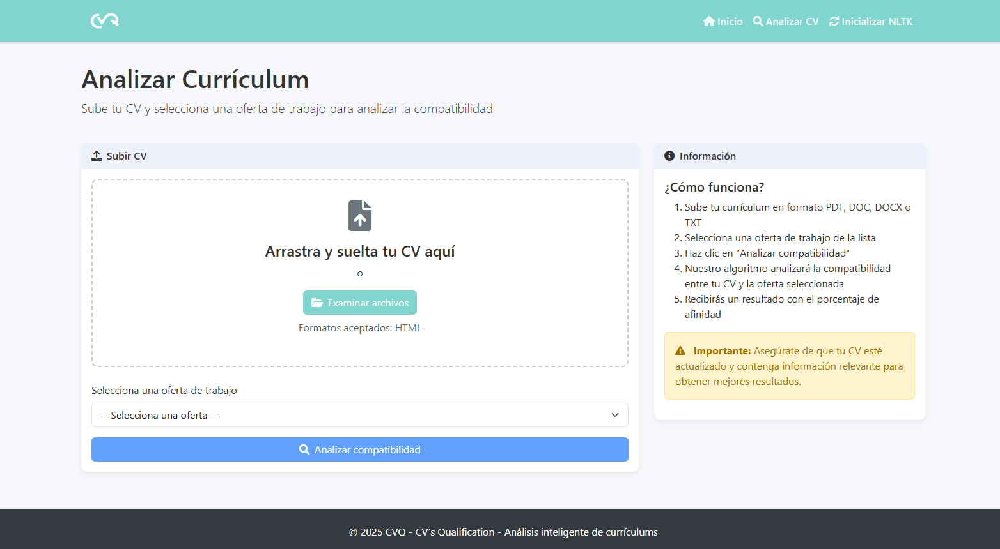 CVQ
Inicio Analizar CV Inicializar NLTK
Analizar Currículum
Sube tu CV y selecciona una oferta de trabajo para analizar la compatibilidad
Subir CV
Arrastra y suelta tu CV aquí
o
Examinar archivos
Formatos aceptados: HTML
Selecciona una oferta de trabajo
-- Selecciona una oferta --
Analizar compatibilidad
Información
¿Cómo funciona?
1. Sube tu currículum en formato PDF, DOC, DOCX o
TXT
2. Selecciona una oferta de trabajo de la lista
3. Haz clic en "Analizar compatibilidad"
4. Nuestro algoritmo analizará la compatibilidad
entre tu CV y la oferta seleccionada
5. Recibirás un resultado con el porcentaje de
afinidad
Importante: Asegúrate de que tu CV esté
actualizado y contenga información relevante para
obtener mejores resultados.
© 2025 CVQ - CV's Qualification - Análisis inteligente de currículums